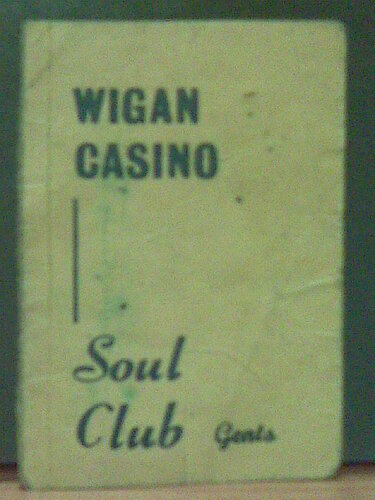 WIGAN
CASINO
Soul
Club Gents